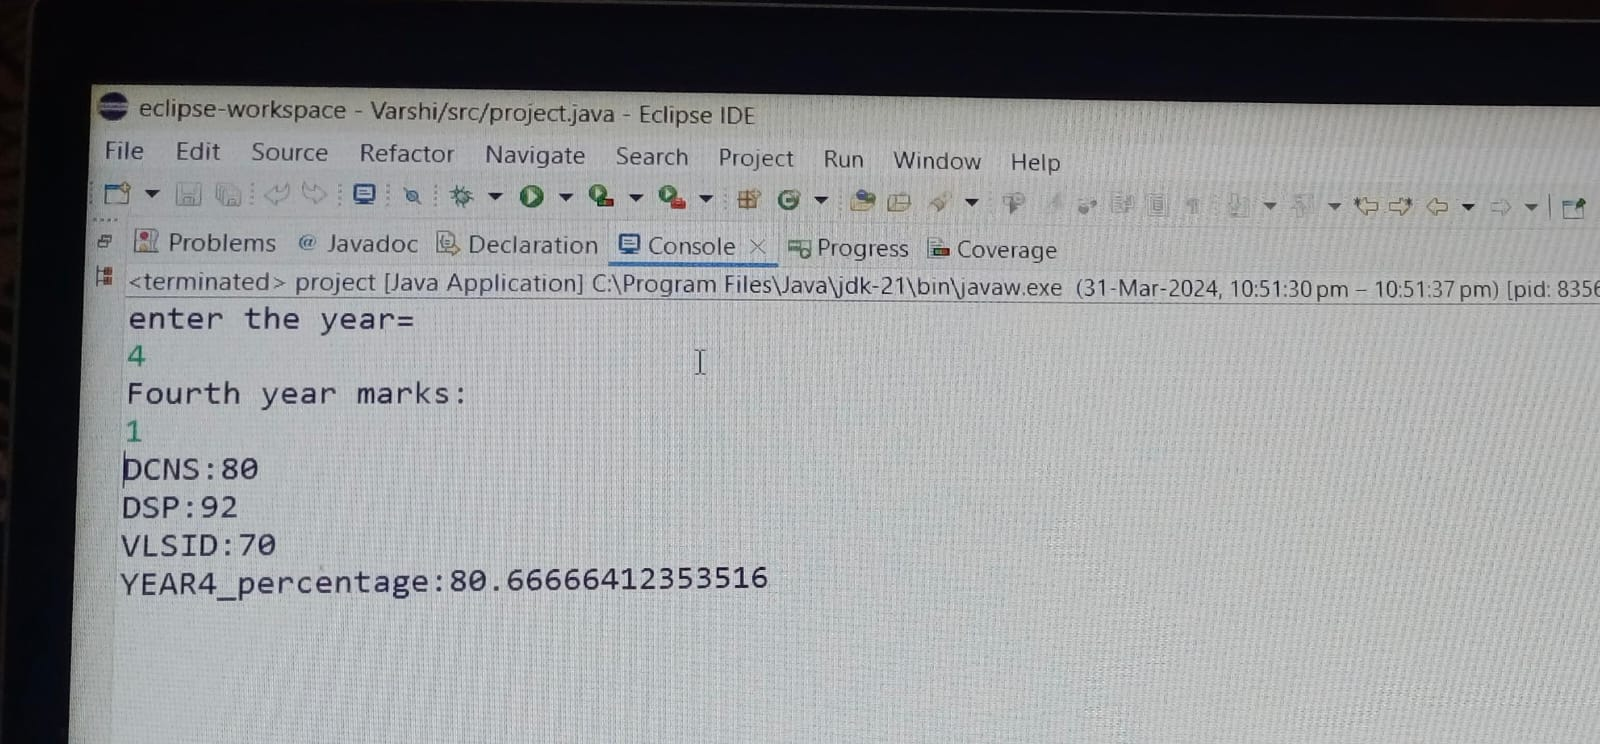 eclipse-workspace - Varshi/src/project.java - Eclipse IDE
File Edit Source Refactor Navigate Search Project Run Window Help
Problems @ Javadoc Declaration Console Progress Coverage
<terminated> project [Java Application] C:\Program Files\Java\jdk-21\bin\javaw.exe (31-Mar-2024, 10:51:30 pm – 10:51:37 pm) [pid: 8356
enter the year=
4
Fourth year marks:
1
DCNS:80
DSP:92
VLSID:70
YEAR4_percentage:80.66666412353516